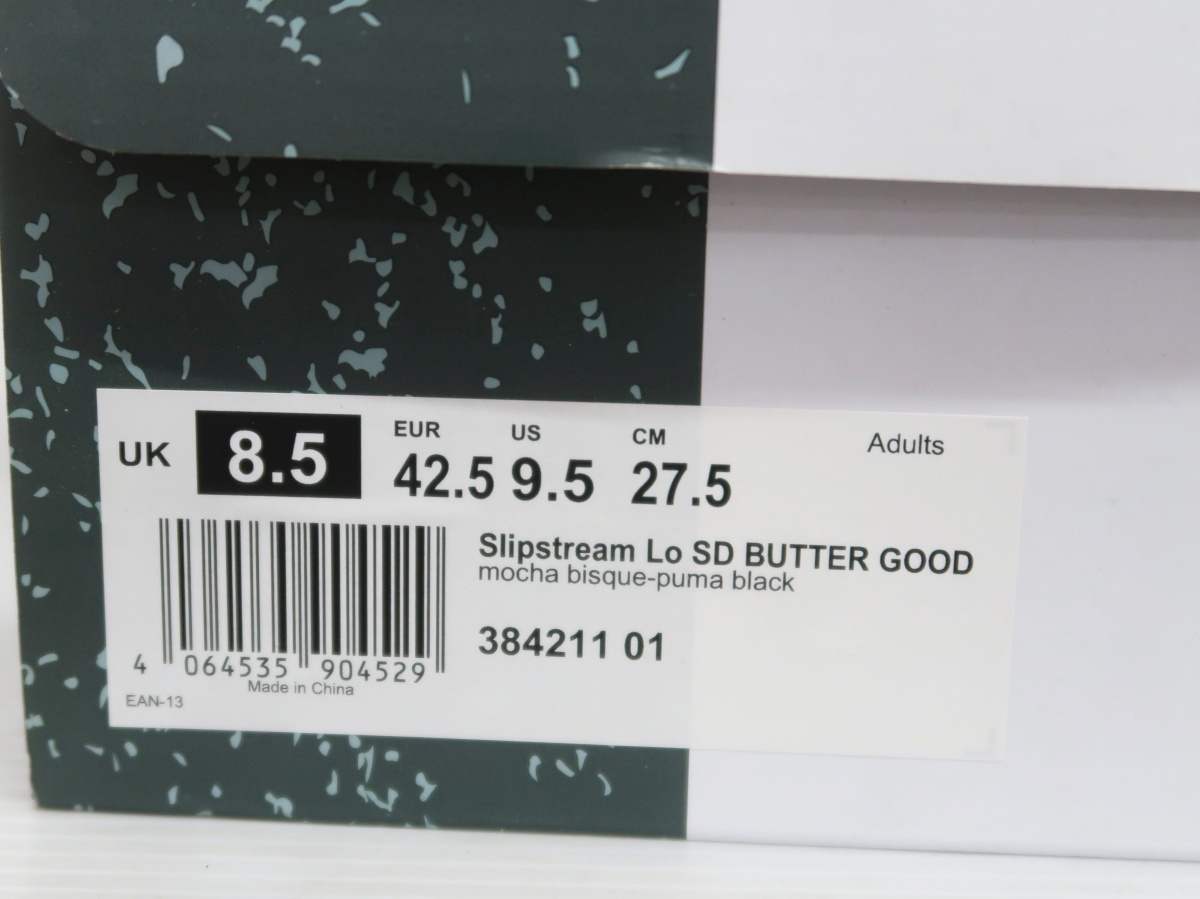 UK 8.5 EUR 42.5 US 9.5 CM 27.5 Adults
Slipstream Lo SD BUTTER GOOD
mocha bisque-puma black
384211 01
4 064535 904529
Made in China
EAN-13